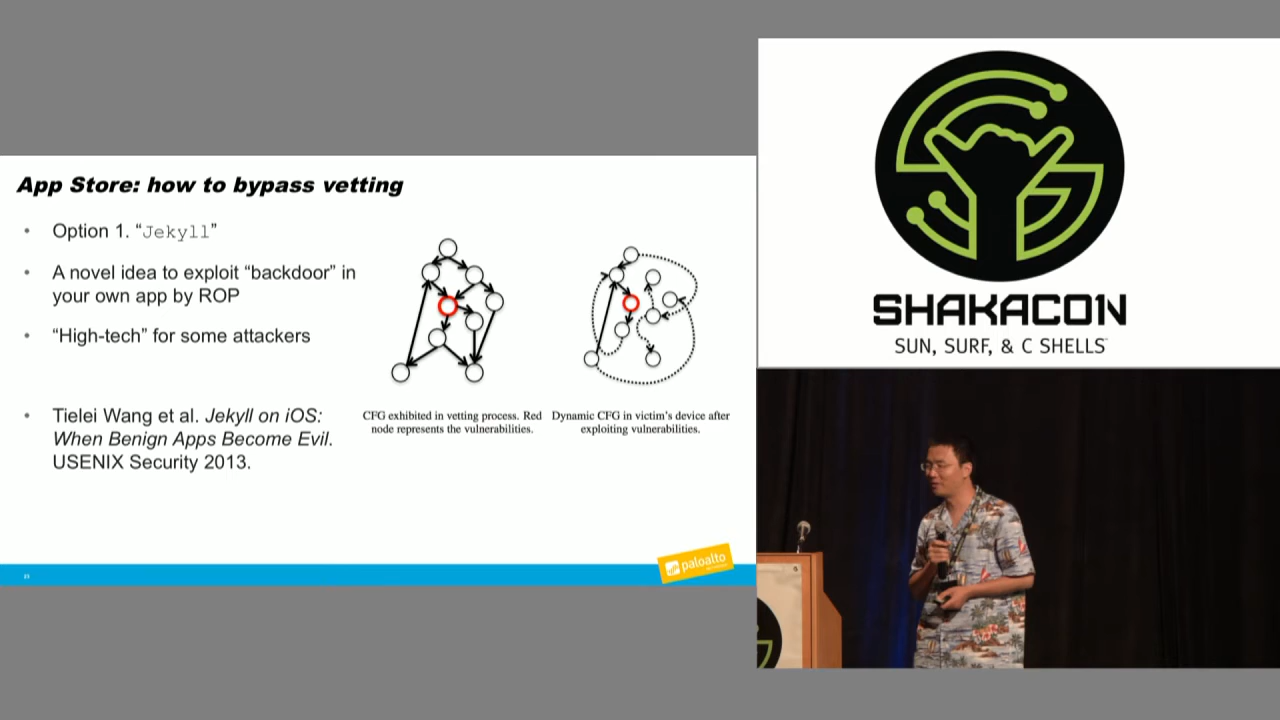 App Store: how to bypass vetting
• Option 1. “Jekyll”
• A novel idea to exploit “backdoor” in
your own app by ROP
• “High-tech” for some attackers
• Tielei Wang et al. Jekyll on iOS:
When Benign Apps Become Evil.
USENIX Security 2013.
CFG exhibited in vetting process. Red
node represents the vulnerabilities.
Dynamic CFG in victim's device after
exploiting vulnerabilities.
paloalto
SHAKACON
SUN, SURF, & C SHELLS